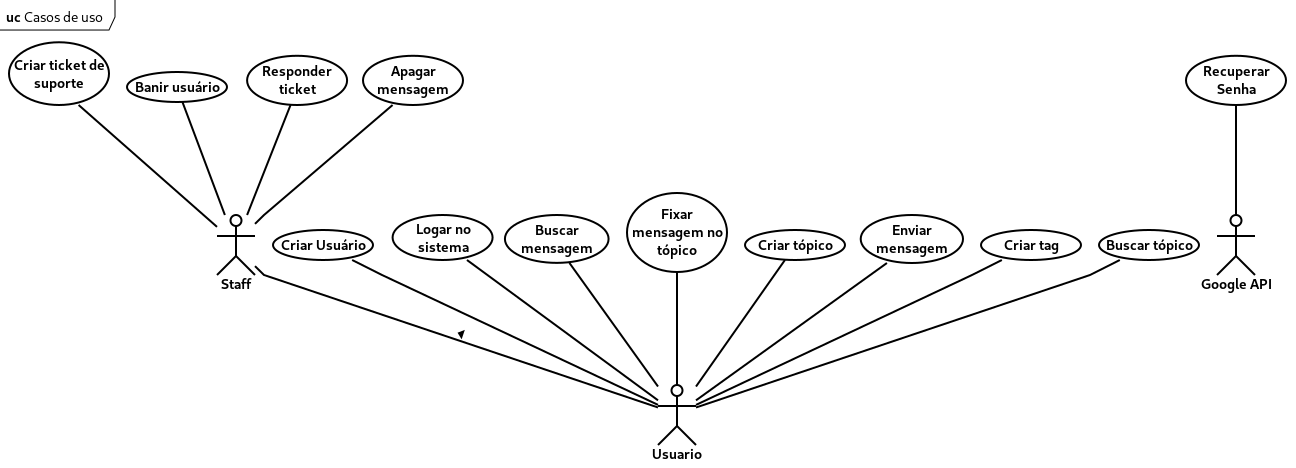 uc Casos de uso
Criar ticket de
suporte
Banir usuário
Responder
ticket
Apagar
mensagem
Recuperar
Senha
Staff
Criar Usuário
Logar no
sistema
Buscar
mensagem
Fixar
mensagem no
tópico
Criar tópico
Enviar
mensagem
Criar tag
Buscar tópico
Google API
Usuario